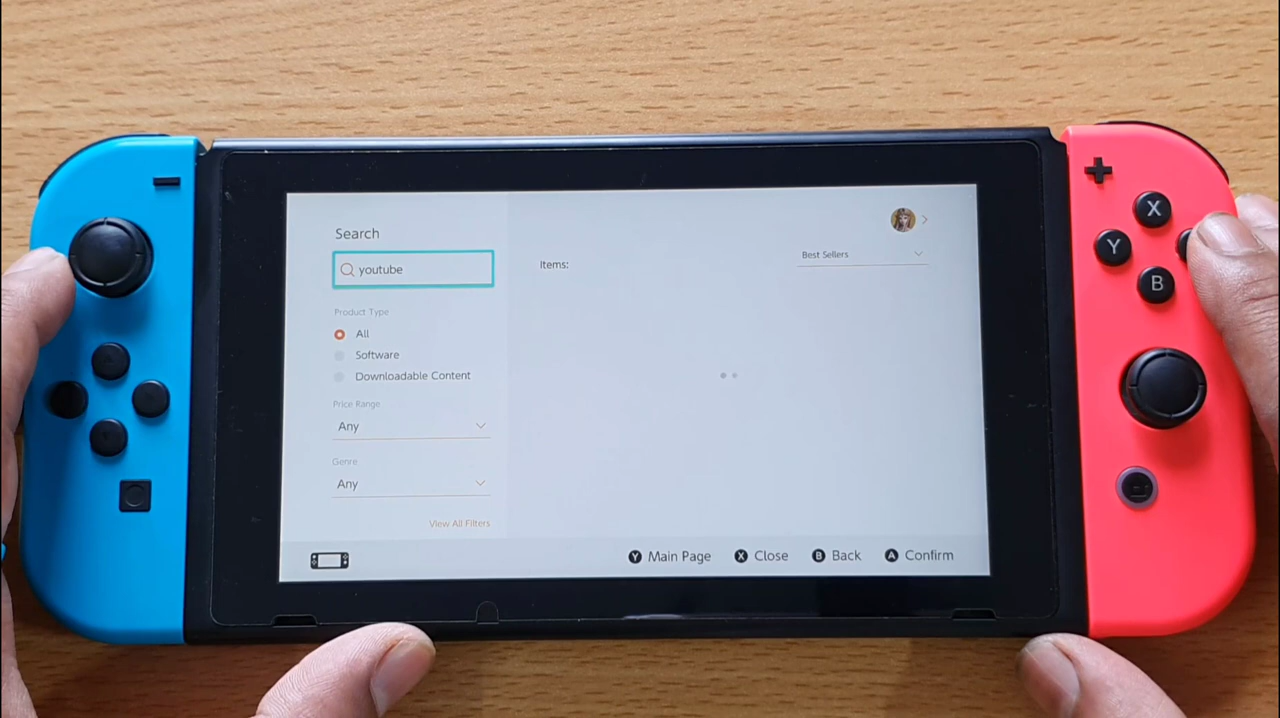 Search
youtube
Items:
Best Sellers
Product Type
All
Software
Downloadable Content
Price Range
Any
Genre
Any
View All Filters
Y Main Page X Close B Back A Confirm
X
Y
B